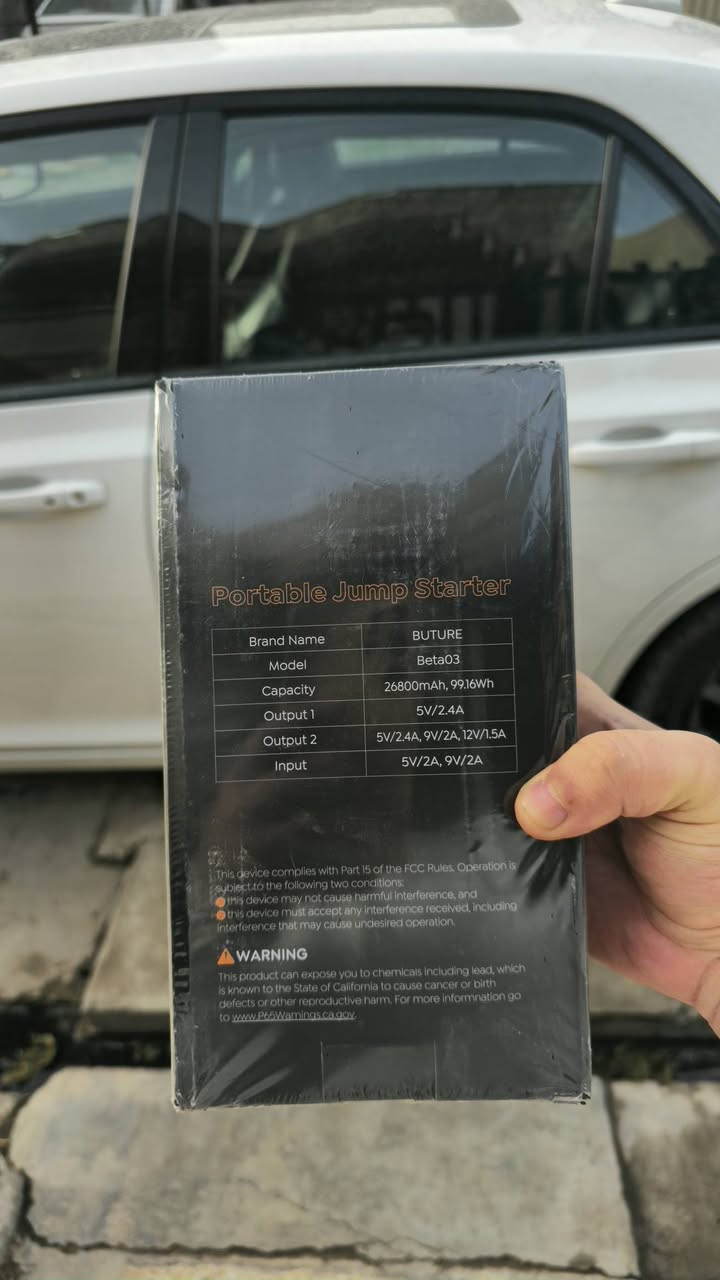 Portable Jump Starter
Brand Name BUTURE
Model Beta03
Capacity 26800mAh, 99.16Wh
Output 1 5V/2.4A
Output 2 5V/2.4A, 9V/2A, 12V/1.5A
Input 5V/2A, 9V/2A
This device complies with Part 15 of the FCC Rules. Operation is
subject to the following two conditions:
1 this device may not cause harmful interference, and
2 this device must accept any interference received, including
interference that may cause undesired operation.
WARNING
This product can expose you to chemicals including lead, which
is known to the State of California to cause cancer or birth
defects or other reproductive harm. For more informnation go
to www.P65Warnings.ca.gov.